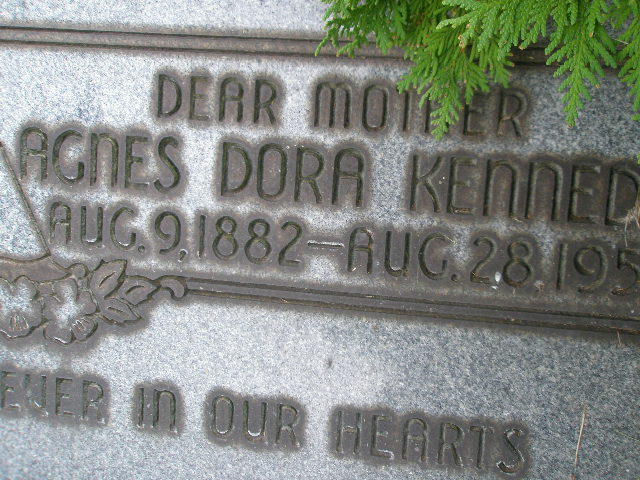 DEAR MOTHER
AGNES DORA KENNED
AUG. 9, 1882 — AUG. 28 195
EVER IN OUR HEARTS